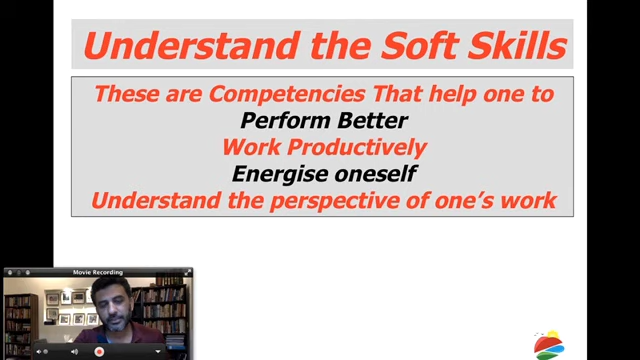 Understand the Soft Skills
These are Competencies That help one to
Perform Better
Work Productively
Energise oneself
Understand the perspective of one's work
Movie Recording